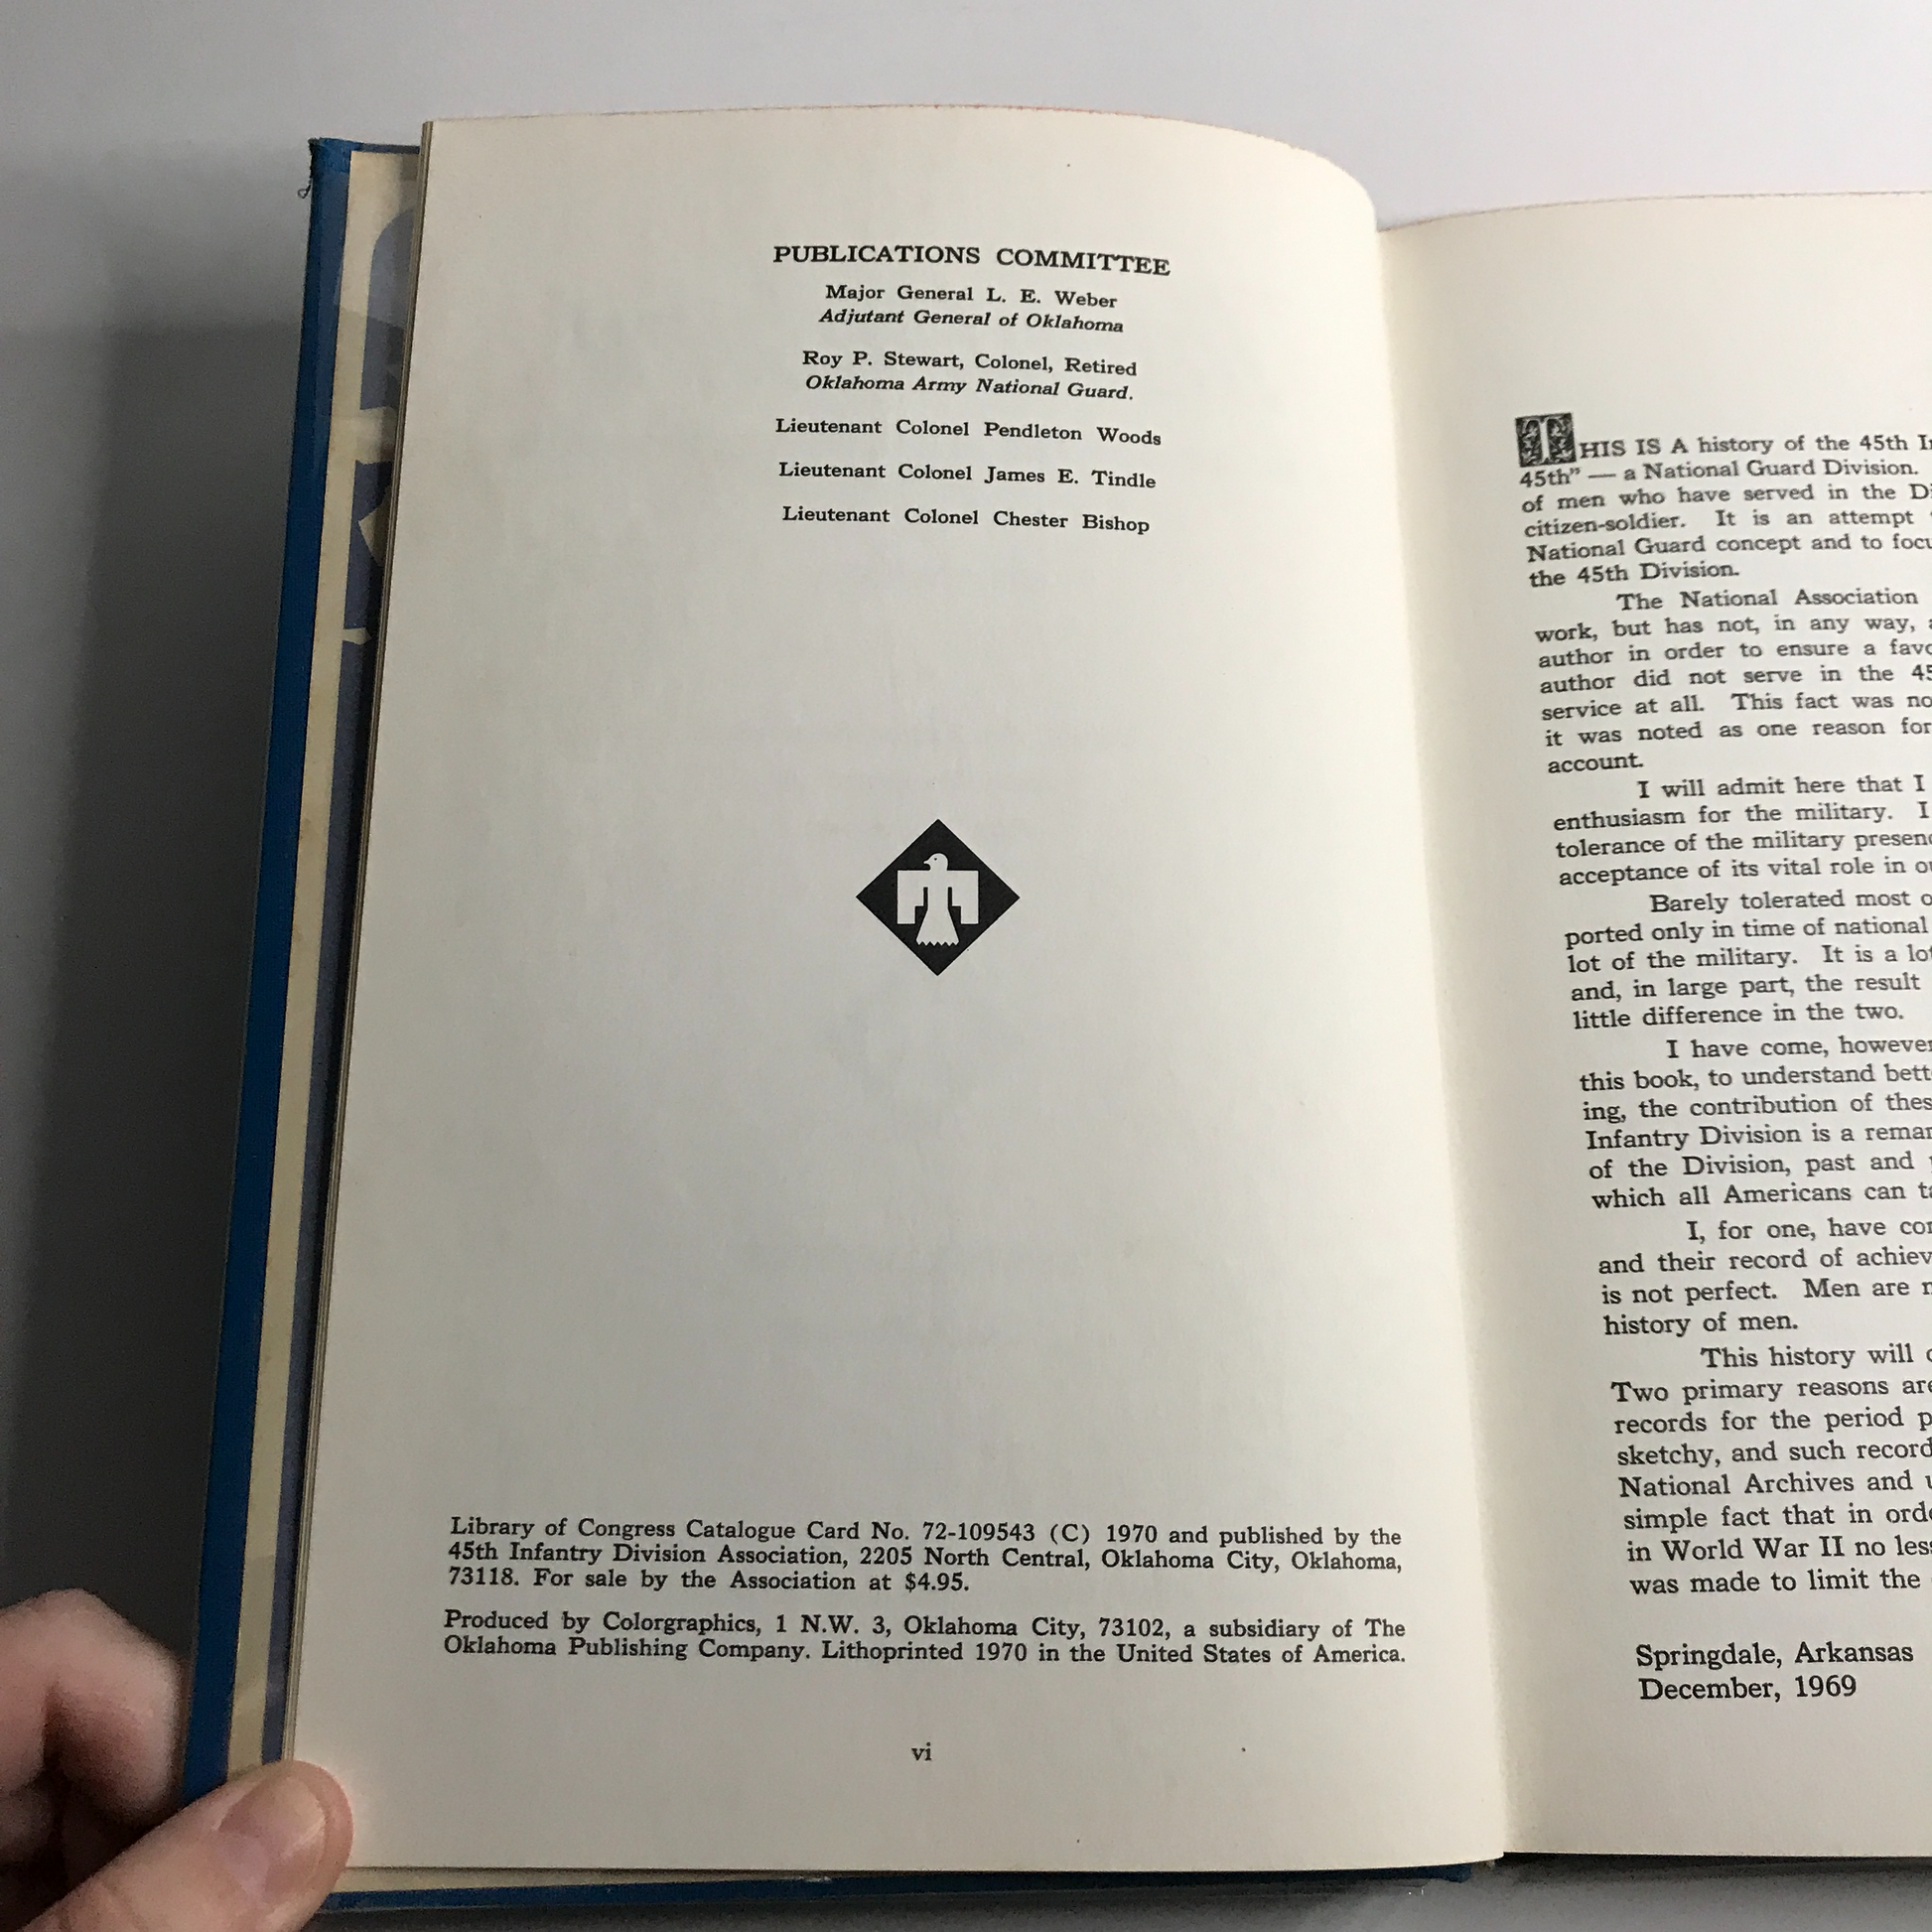 PUBLICATIONS COMMITTEE
Major General L. E. Weber
Adjutant General of Oklahoma
Roy P. Stewart, Colonel, Retired
Oklahoma Army National Guard.
Lieutenant Colonel Pendleton Woods
Lieutenant Colonel James E. Tindle
Lieutenant Colonel Chester Bishop
Library of Congress Catalogue Card No. 72-109543 (C) 1970 and published by the
45th Infantry Division Association, 2205 North Central, Oklahoma City, Oklahoma,
73118. For sale by the Association at $4.95.
Produced by Colorgraphics, 1 N.W. 3, Oklahoma City, 73102, a subsidiary of The
Oklahoma Publishing Company. Lithoprinted 1970 in the United States of America.
vi
THIS IS A history of the 45th
45th" — a National Guard Division.
of men who have served in the
citizen-soldier. It is an attempt
National Guard concept and to
the 45th Division.
The National Association
work, but has not, in any way,
author in order to ensure a
author did not serve in the
service at all. This fact was
it was noted as one reason for
account.
I will admit here that I
enthusiasm for the military. I
tolerance of the military
acceptance of its vital role in
Barely tolerated most
ported only in time of national
lot of the military. It is a
and, in large part, the result
little difference in the two.
I have come, however
this book, to understand
ing, the contribution of
Infantry Division is a
of the Division, past and
which all Americans can
I, for one, have
and their record of
is not perfect. Men are
history of men.
This history will
Two primary reasons
records for the period
sketchy, and such
National Archives and
simple fact that in
in World War II no
was made to limit the
Springdale, Arkansas
December, 1969